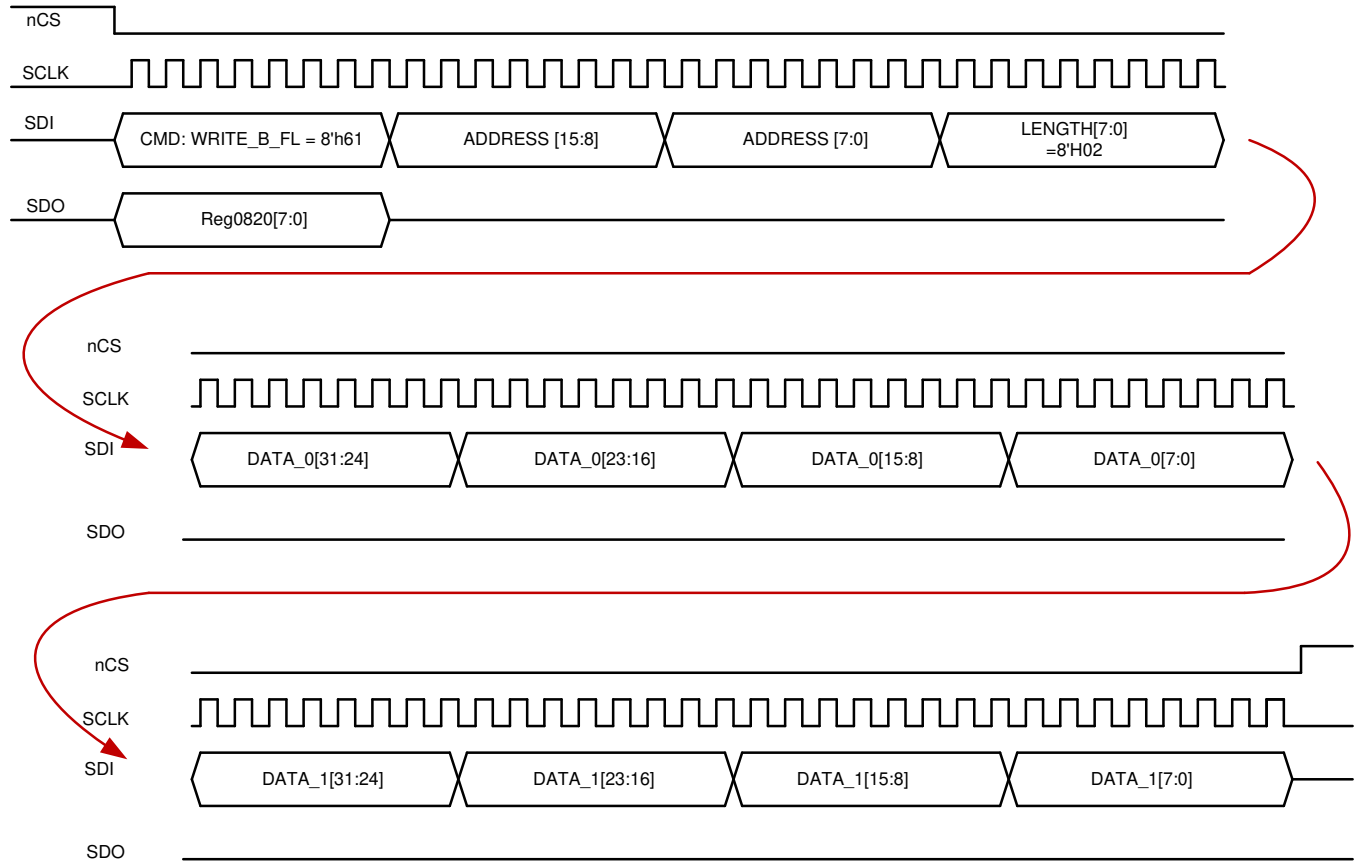 nCS
SCLK
SDI
CMD: WRITE_B_FL = 8'h61
ADDRESS [15:8]
ADDRESS [7:0]
LENGTH[7:0]
=8'H02
SDO
Reg0820[7:0]
nCS
SCLK
SDI
DATA_0[31:24]
DATA_0[23:16]
DATA_0[15:8]
DATA_0[7:0]
SDO
nCS
SCLK
SDI
DATA_1[31:24]
DATA_1[23:16]
DATA_1[15:8]
DATA_1[7:0]
SDO